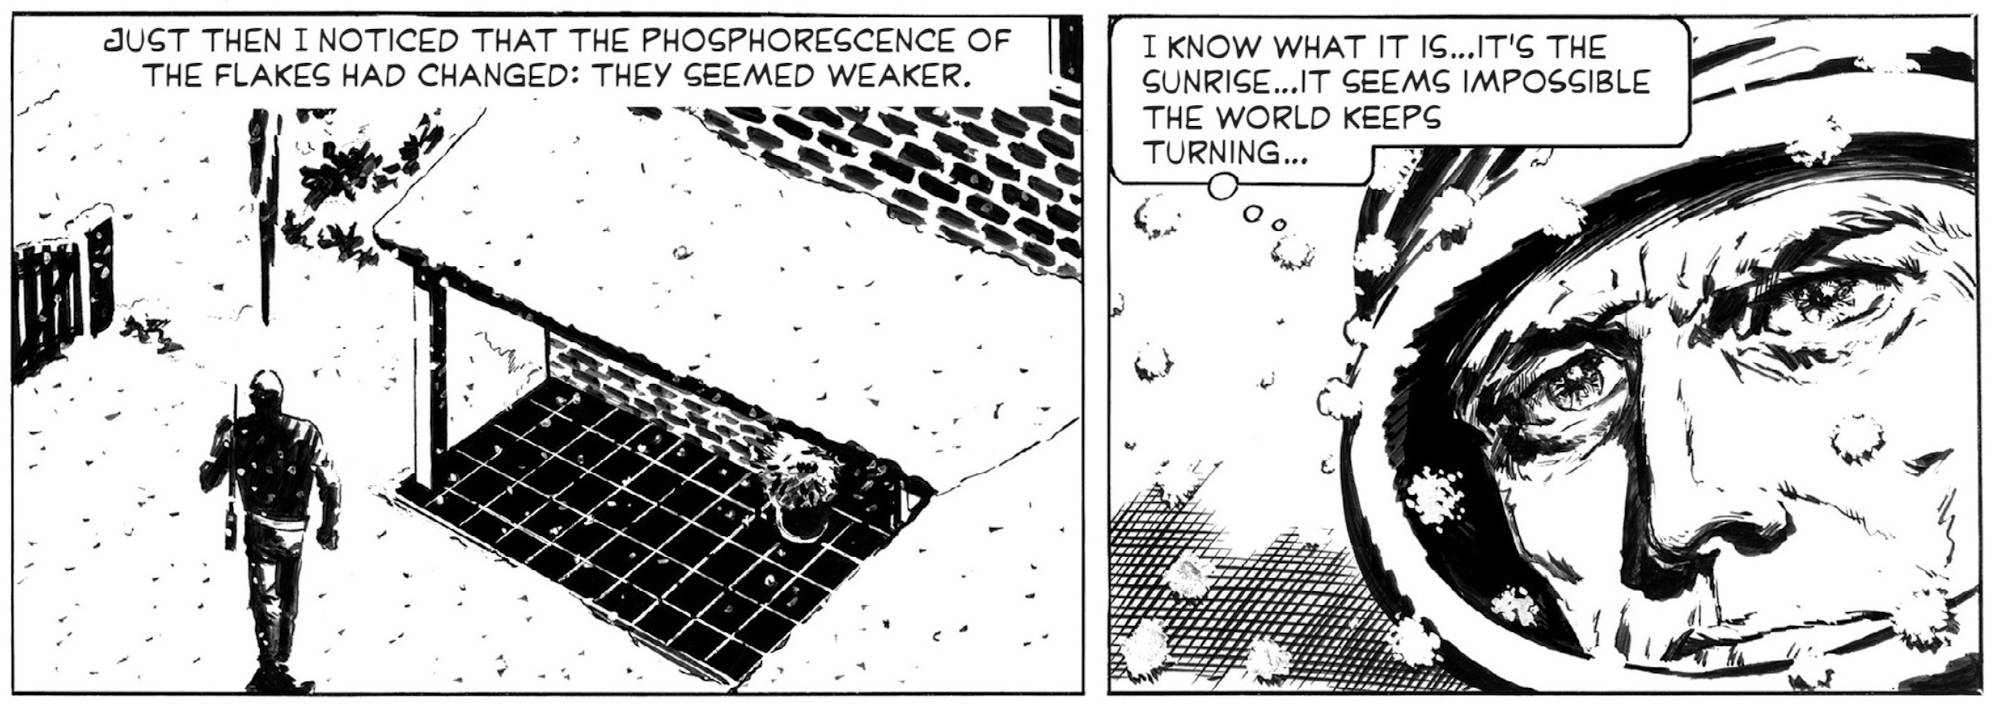 JUST THEN I NOTICED THAT THE PHOSPHORESCENCE OF
THE FLAKES HAD CHANGED: THEY SEEMED WEAKER.
I KNOW WHAT IT IS...IT'S THE
SUNRISE...IT SEEMS IMPOSSIBLE
THE WORLD KEEPS
TURNING...